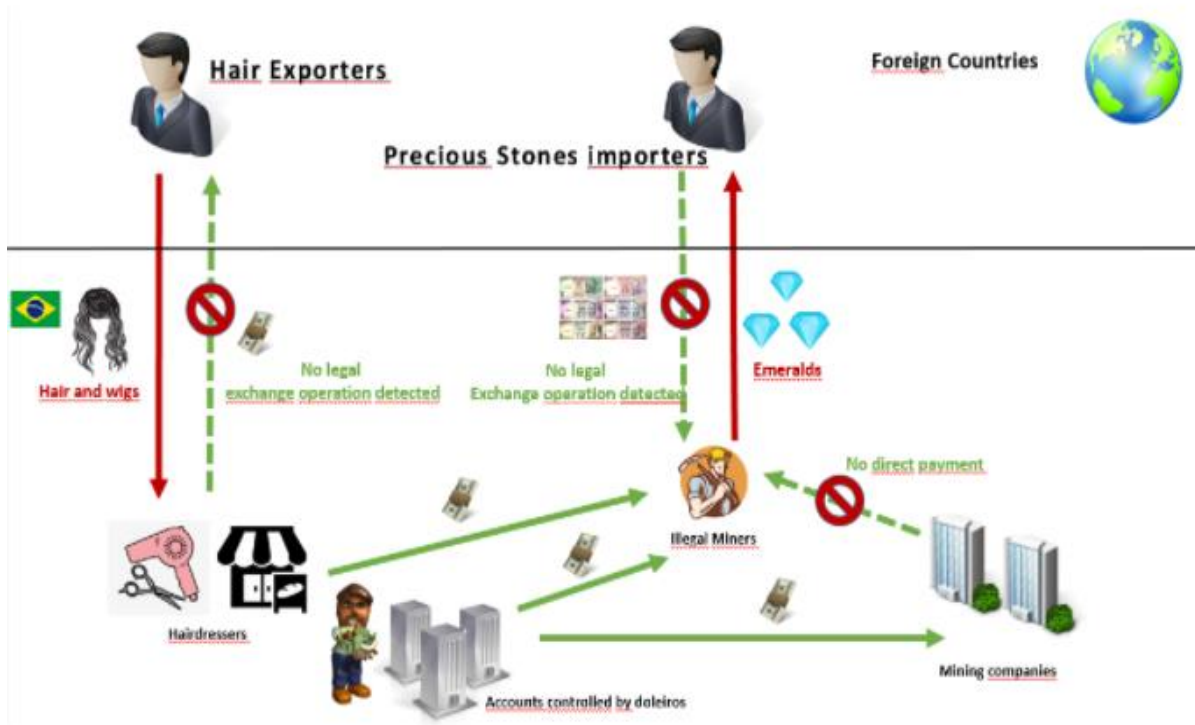 Hair Exporters
Foreign Countries
Precious Stones importers
Hair and wigs
No legal
exchange operation detected
No legal
Exchange operation detected
Emeralds
No direct payment
Illegal Miners
Hairdressers
Mining companies
Accounts controlled by doleiros